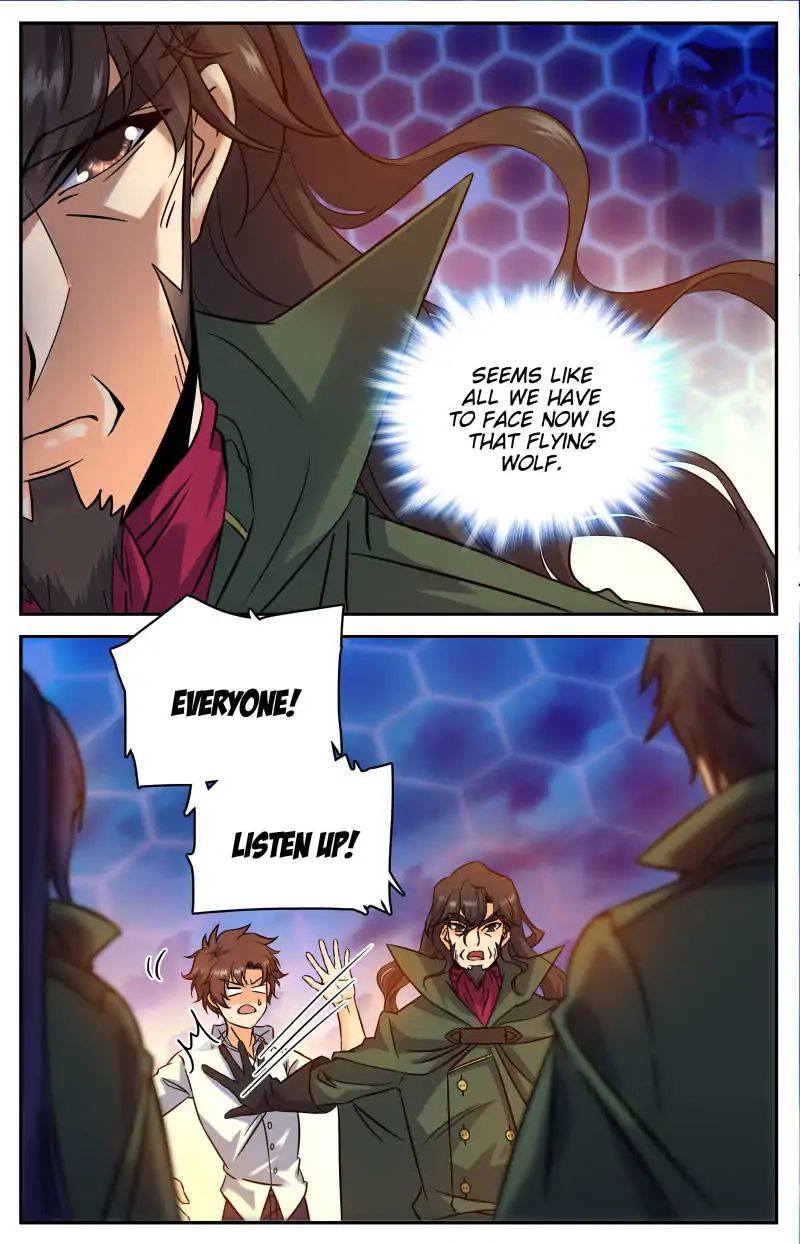 SEEMS LIKE
ALL WE HAVE
TO FACE NOW IS
THAT FLYING
WOLF.
EVERYONE!
LISTEN UP!